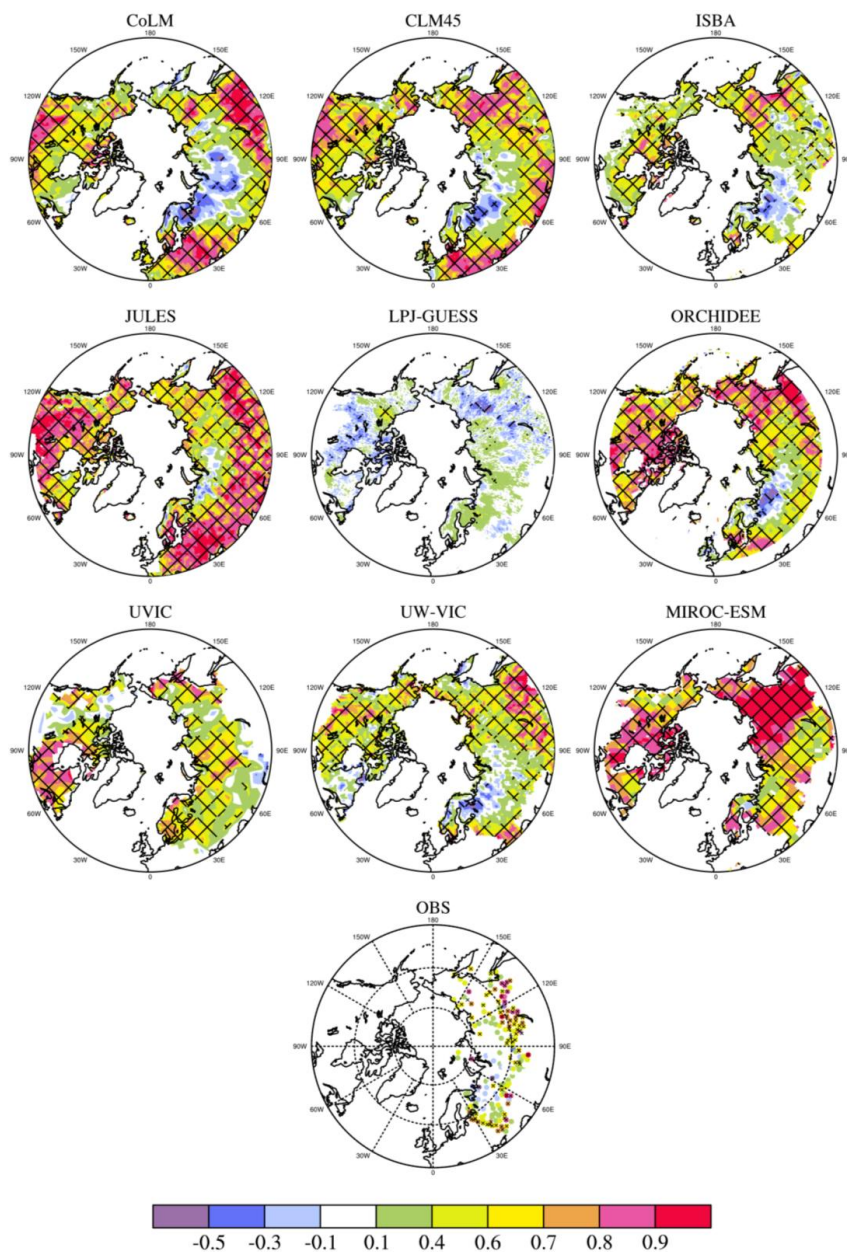 CoLM CLM45 ISBA
180 180 180
150W 150E 150W 150E 150W 150E
120W 120E 120W 120E 120W 120E
90W 90E 90W 90E 90W 90E
60W 60E 60W 60E 60W 60E
30W 30E 30W 30E 30W 30E
0 0 0
JULES LPJ-GUESS ORCHIDEE
180 180 180
150W 150E 150W 150E 150W 150E
120W 120E 120W 120E 120W 120E
90W 90E 90W 90E 90W 90E
60W 60E 60W 60E 60W 60E
30W 30E 30W 30E 30W 30E
0 0 0
UVIC UW-VIC MIROC-ESM
180 180 180
150W 150E 150W 150E 150W 150E
120W 120E 120W 120E 120W 120E
90W 90E 90W 90E 90W 90E
60W 60E 60W 60E 60W 60E
30W 30E 30W 30E 30W 30E
0 0 0
OBS
180
150W 150E
120W 120E
90W 90E
60W 60E
30W 30E
0
-0.5 -0.3 -0.1 0.1 0.4 0.6 0.7 0.8 0.9